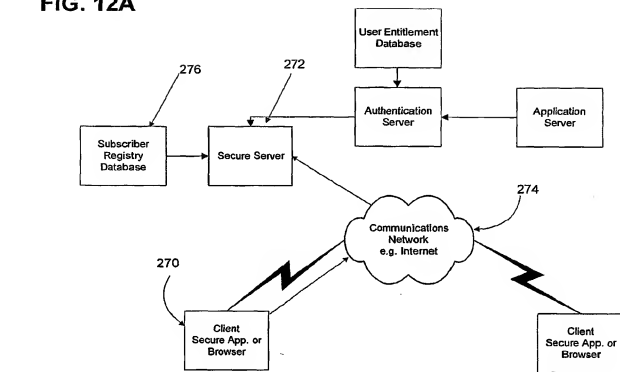 FIG. 12A
User Entitlement
Database
276
272
Authentication
Server
Application
Server
Subscriber
Registry
Database
Secure Server
274
Communications
Network
e.g. Internet
270
Client
Secure App. or
Browser
Client
Secure App. or
Browser